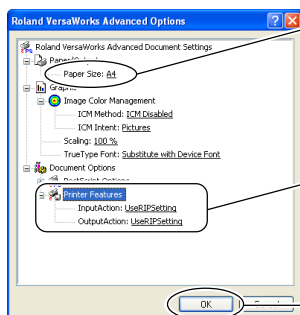 Roland VersaWorks Advanced Options
Roland VersaWorks Advanced Document Settings
Paper Size: A4
Image Color Management
ICM Method: ICM Disabled
ICM Intent: Pictures
Scaling: 100 %
TrueType Font: Substitute with Device Font
Document Options
PostScript Options
Printer Features
InputAction: UseRIPSetting
OutputAction: UseRIPSetting
OK